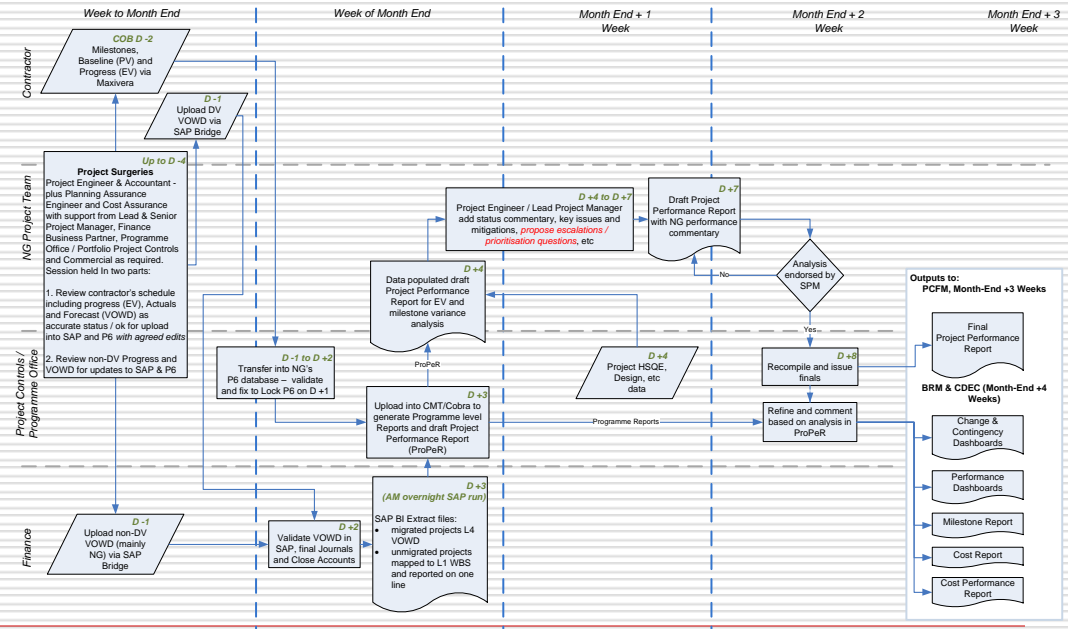 Week to Month End
Week of Month End
Month End + 1
Week
Month End + 2
Week
Month End + 3
Week
Contractor
COB D -2
Milestones,
Baseline (PV) and
Progress (EV) via
Maxivera
D -1
Upload DV
VOWD via
SAP Bridge
NG Project Team
Up to D -4
Project Surgeries
Project Engineer & Accountant -
plus Planning Assurance
Engineer and Cost Assurance
with support from Lead & Senior
Project Manager, Finance
Business Partner, Programme
Office / Portfolio Project Controls
and Commercial as required.
Session held In two parts:
1. Review contractor's schedule
including progress (EV), Actuals
and Forecast (VOWD) as
accurate status / ok for upload
into SAP and P6 with agreed edits
2. Review non-DV Progress and
VOWD for updates to SAP & P6
D +4 to D +7
Project Engineer / Lead Project Manager
add status commentary, key issues and
mitigations, propose escalations /
prioritisation questions, etc
D +7
Draft Project
Performance Report
with NG performance
commentary
Analysis
endorsed by
SPM
No
Yes
D +4
Data populated draft
Project Performance
Report for EV and
milestone variance
analysis
Project Controls /
Programme Office
D -1 to D +2
Transfer into NG's
P6 database – validate
and fix to Lock P6 on D +1
ProPeR
D +3
Upload into CMT/Cobra to
generate Programme level
Reports and draft Project
Performance Report
(ProPeR)
D +4
Project HSQE,
Design, etc
data
Programme Reports
D +8
Recompile and issue
finals
Refine and comment
based on analysis in
ProPeR
Finance
D -1
Upload non-DV
VOWD (mainly
NG) via SAP
Bridge
D +2
Validate VOWD in
SAP, final Journals
and Close Accounts
D +3
(AM overnight SAP run)
SAP BI Extract files:
• migrated projects L4
VOWD
• unmigrated projects
mapped to L1 WBS
and reported on one
line
Outputs to:
PCFM, Month-End +3 Weeks
Final
Project Performance
Report
BRM & CDEC (Month-End +4
Weeks)
Change &
Contingency
Dashboards
Performance
Dashboards
Milestone Report
Cost Report
Cost Performance
Report